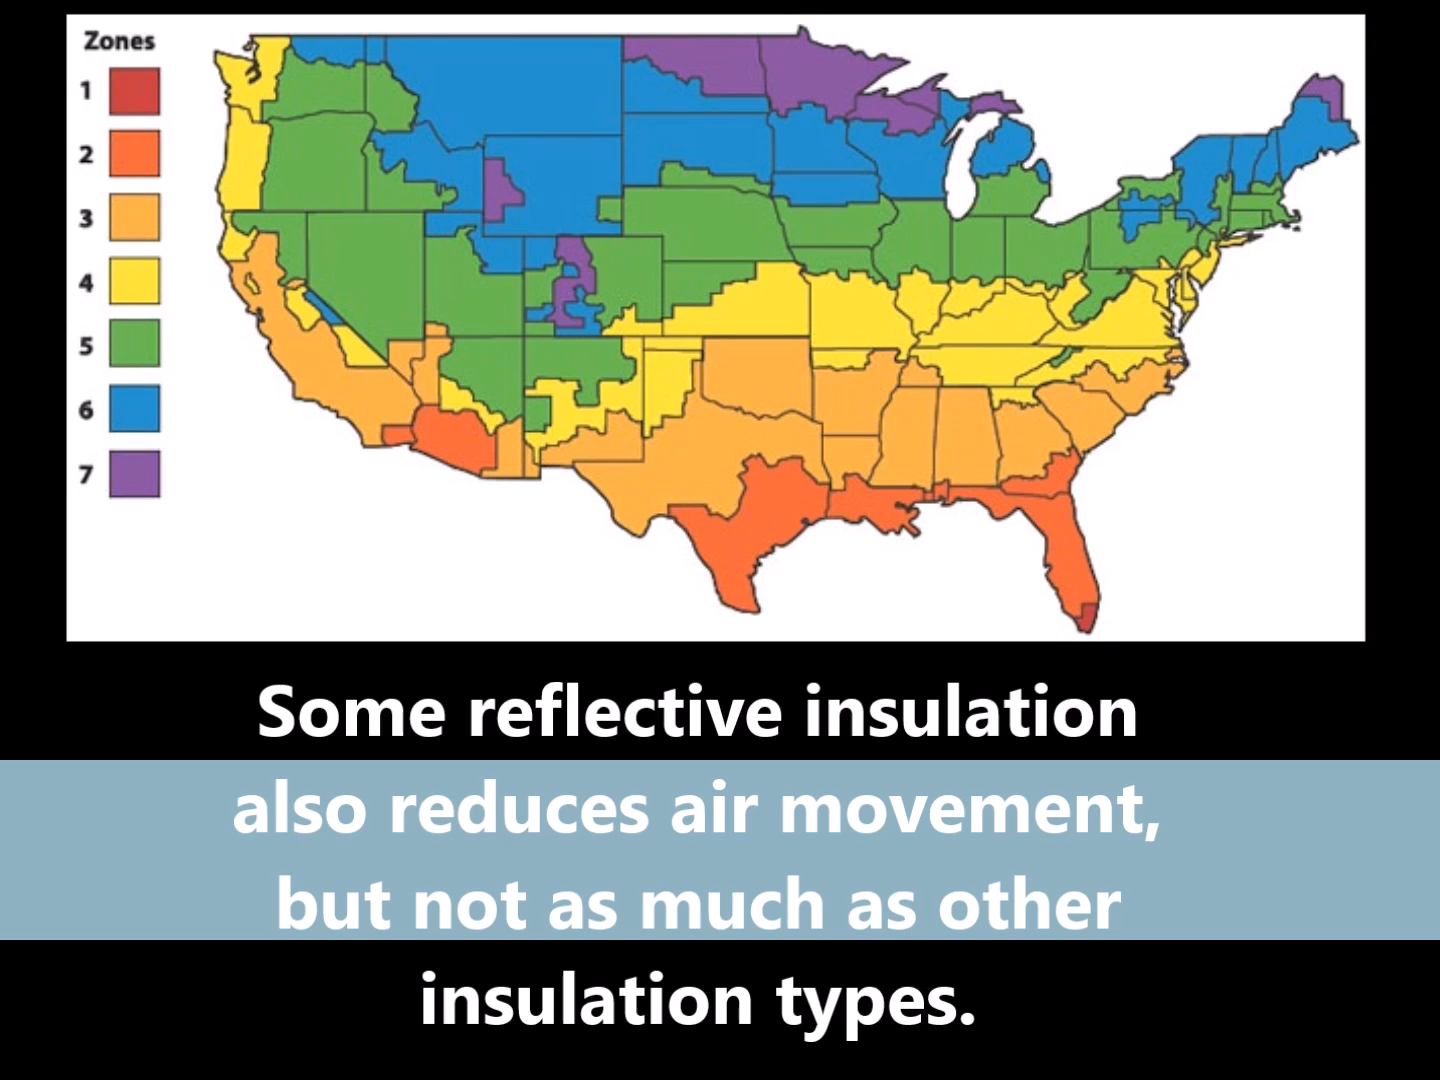 Zones
1
2
3
4
5
6
7
Some reflective insulation
also reduces air movement,
but not as much as other
insulation types.